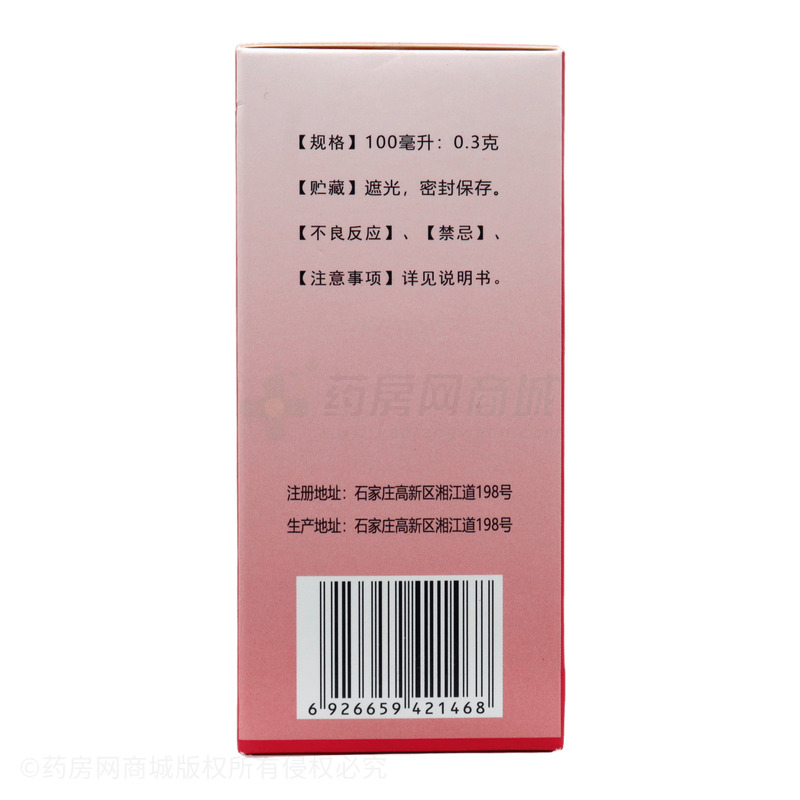 【规格】100毫升：0.3克
【贮藏】遮光，密封保存。
【不良反应】、【禁忌】、
【注意事项】详见说明书。
药房网商城
注册地址：石家庄高新区湘江道198号
生产地址：石家庄高新区湘江道198号
6 926659 421468
©药房网商城版权所有侵权必究